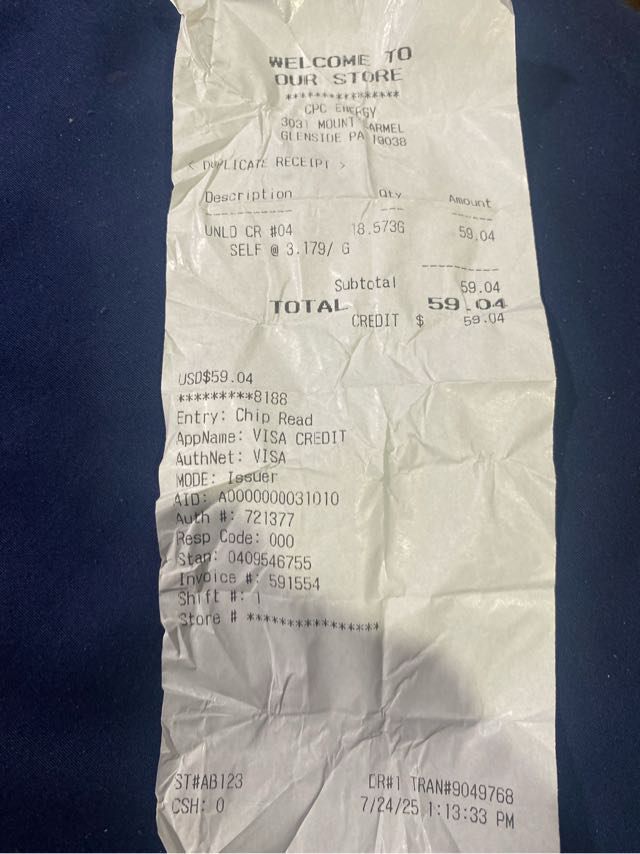 WELCOME TO
OUR STORE
****************
CPC ENERGY
3031 MOUNT CARMEL
GLENSIDE PA 19038
< DUPLICATE RECEIPT >
Description Qty Amount
UNLD CR #04 18.573G 59.04
SELF @ 3.179/ G
Subtotal 59.04
TOTAL 59.04
CREDIT $ 59.04
USD$59.04
*********8188
Entry: Chip Read
AppName: VISA CREDIT
AuthNet: VISA
MODE: Issuer
AID: A0000000031010
Auth #: 721377
Resp Code: 000
Stan: 0409546755
Invoice #: 591554
Shift #: 1
Store # ****************
ST#AB123 DR#1 TRAN#9049768
CSH: 0 7/24/25 1:13:33 PM